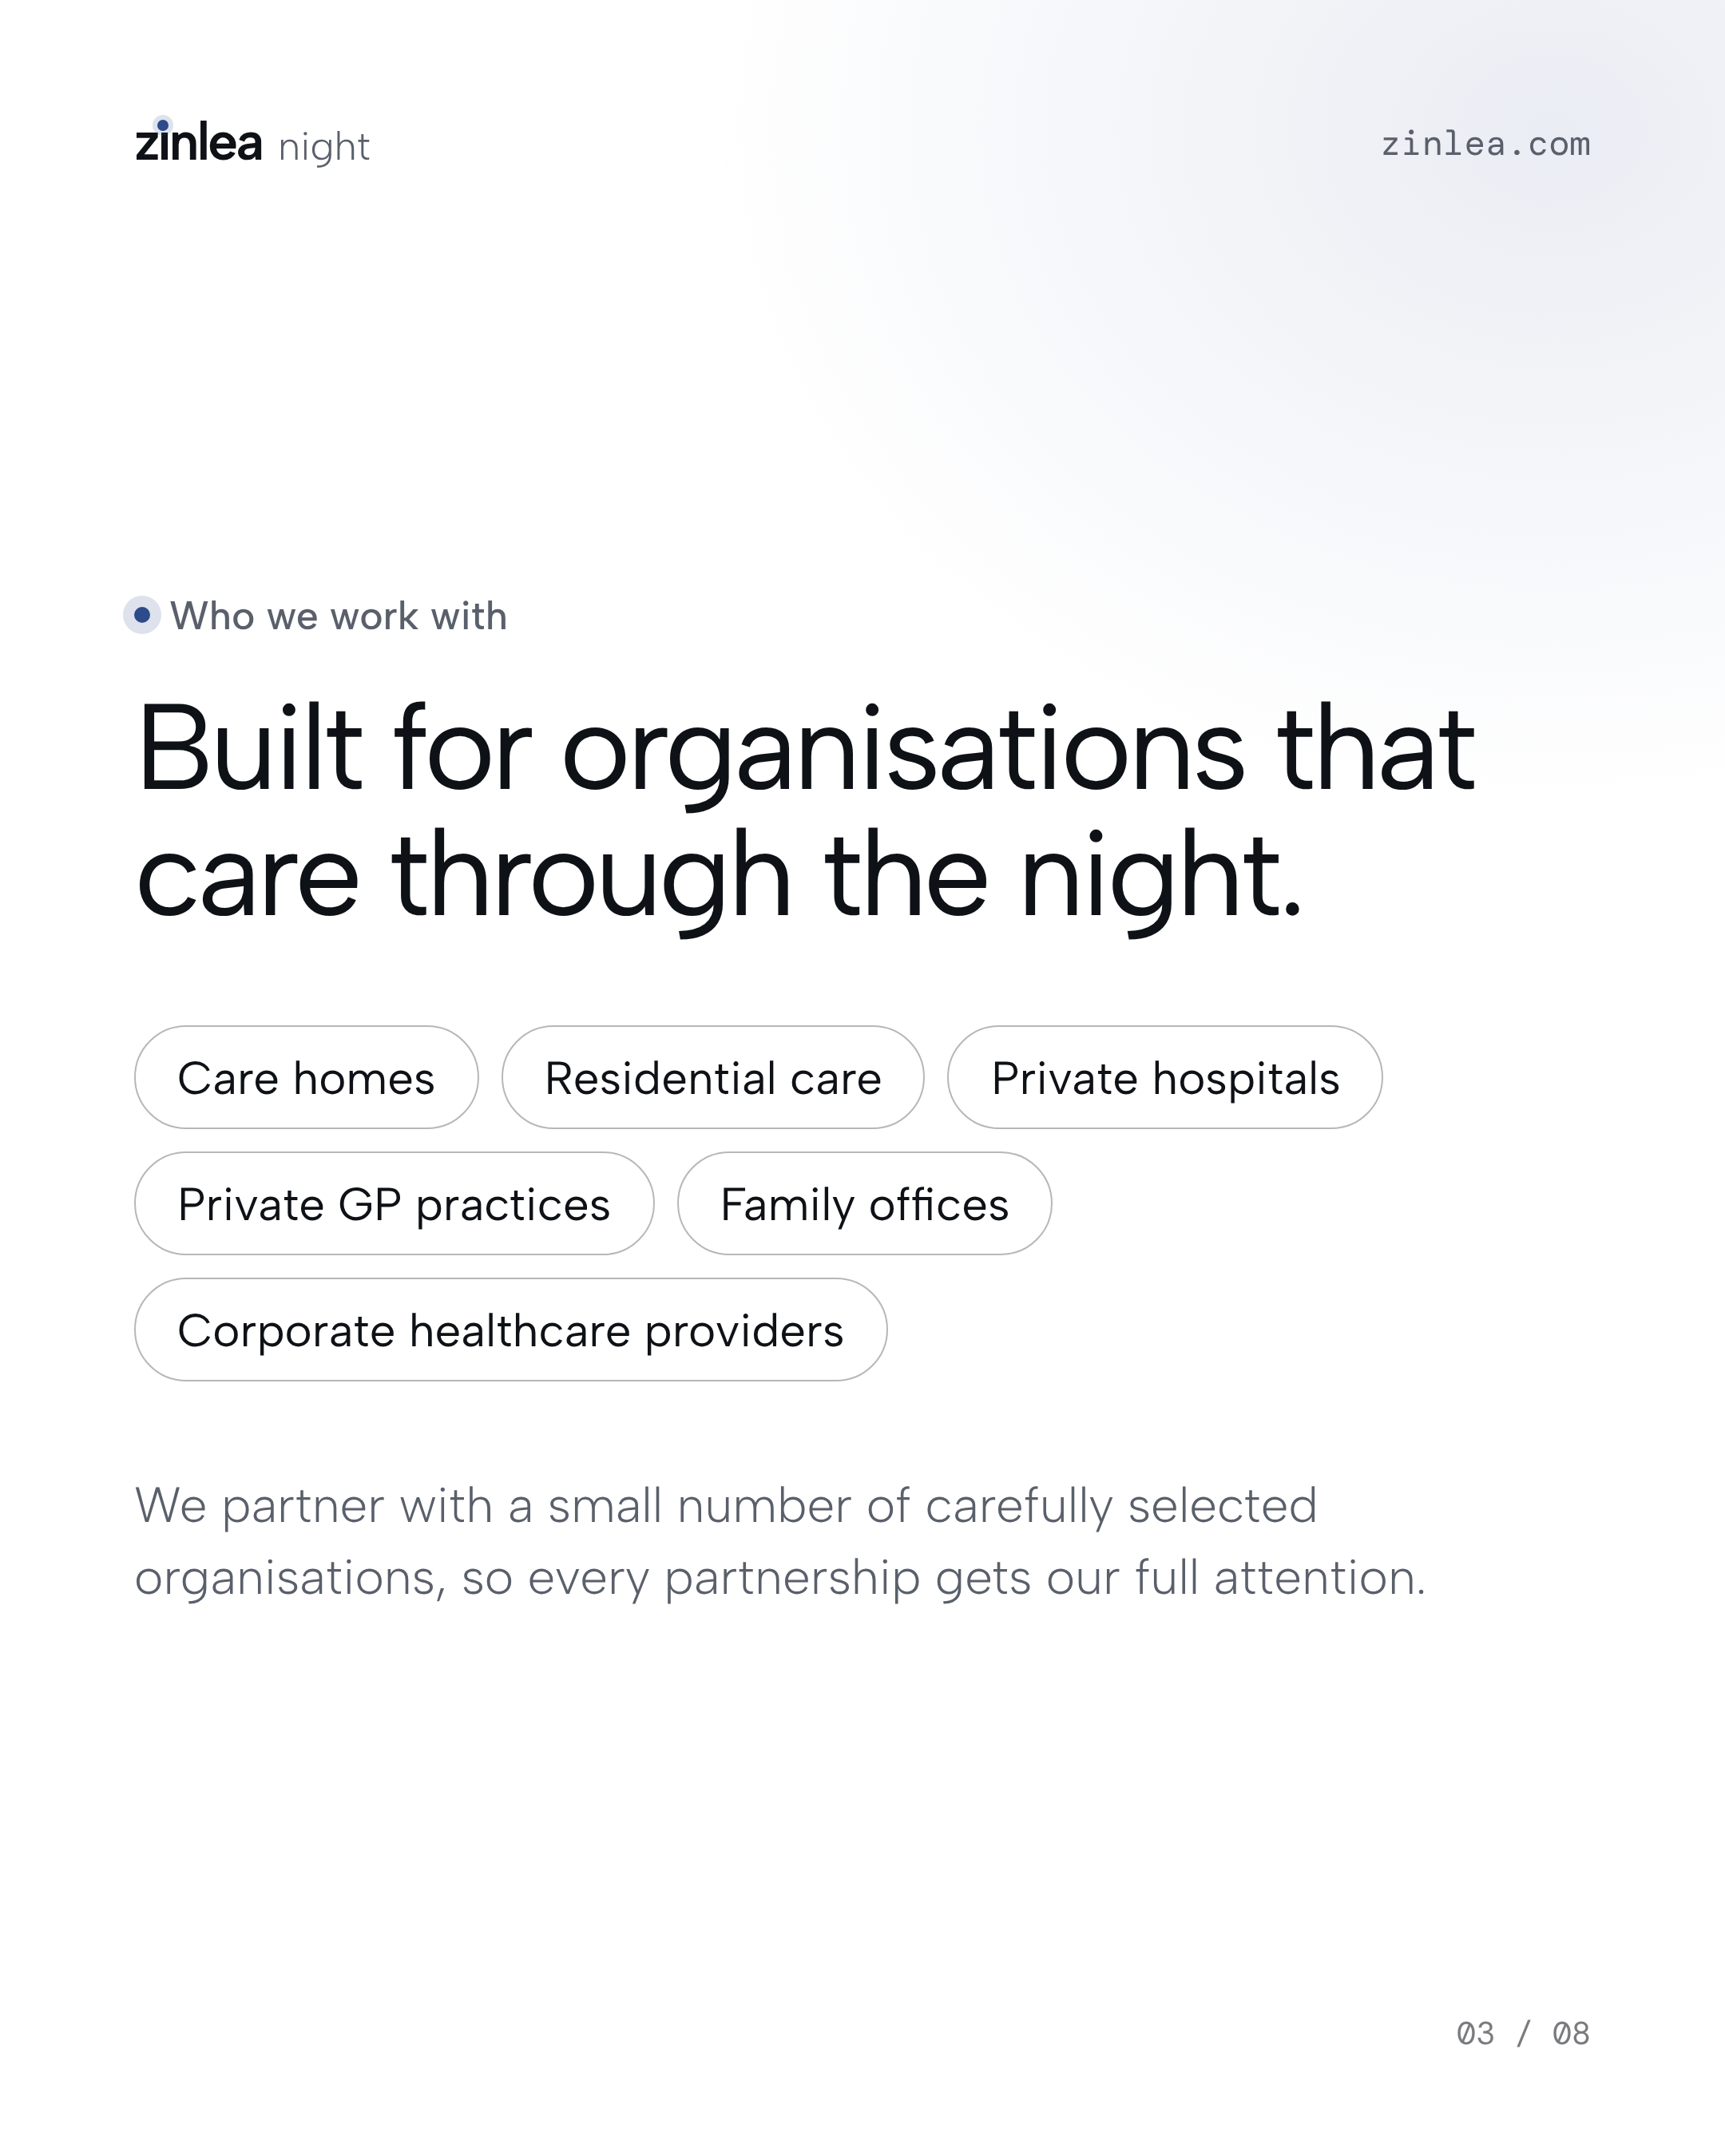 zinlea night
zinlea.com
Who we work with
Built for organisations that
care through the night.
Care homes
Residential care
Private hospitals
Private GP practices
Family offices
Corporate healthcare providers
We partner with a small number of carefully selected
organisations, so every partnership gets our full attention.
03 / 08